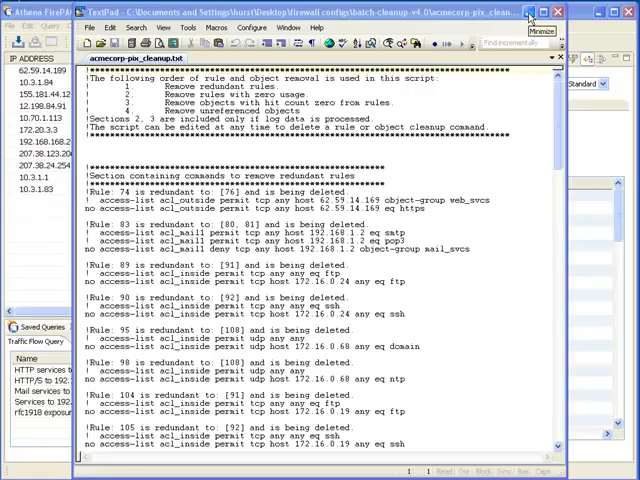 Athena FirePA
TextPad - C:\Documents and Settings\hurst\Desktop\firewall configs\batch-cleanup v4.0\acmecorp-pix_clean...
Minimize
File Edit Query
File Edit Search View Tools Macros Configure Window Help
Find incrementally
acmecorp-pix_cleanup.txt
IP ADDRESS
62.59.14.189
10.3.1.84
155.181.44.12
12.198.84.91
10.70.1.113
172.20.3.3
192.168.168.2
207.38.123.50
207.38.24.254
10.3.1.1
10.3.1.83
Standard
!The following order of rule and object removal is used in this script:
! 1. Remove redundant rules.
! 2. Remove rules with zero usage.
! 3. Remove objects with hit count zero from rules.
! 4. Remove unreferenced objects
!Sections 2, 3 are included only if log data is processed.
!The script can be edited at any time to delete a rule or object cleanup command.
!Section containing commands to remove redundant rules
!Rule: 74 is redundant to: [76] and is being deleted.
! access-list acl_outside permit tcp any host 62.59.14.169 object-group web_svcs
no access-list acl_outside permit tcp any host 62.59.14.169 eq https
!Rule: 83 is redundant to: [80, 81] and is being deleted.
! access-list acl_mail1 permit tcp any host 192.168.1.2 eq smtp
! access-list acl_mail1 permit tcp any host 192.168.1.2 eq pop3
no access-list acl_mail1 deny tcp any host 192.168.1.2 object-group mail_svcs
!Rule: 89 is redundant to: [91] and is being deleted.
! access-list acl_inside permit tcp any any eq ftp
no access-list acl_inside permit tcp any host 172.16.0.24 eq ftp
!Rule: 90 is redundant to: [92] and is being deleted.
! access-list acl_inside permit tcp any any eq ssh
no access-list acl_inside permit tcp any host 172.16.0.24 eq ssh
!Rule: 95 is redundant to: [108] and is being deleted.
! access-list acl_inside permit udp any any
no access-list acl_inside permit udp any host 172.16.0.68 any eq domain
!Rule: 98 is redundant to: [108] and is being deleted.
! access-list acl_inside permit udp any any
no access-list acl_inside permit udp host 172.16.0.68 any eq ntp
!Rule: 104 is redundant to: [91] and is being deleted.
! access-list acl_inside permit tcp any any eq ftp
no access-list acl_inside permit tcp host 172.16.0.19 any eq ftp
!Rule: 105 is redundant to: [92] and is being deleted.
! access-list acl_inside permit tcp any any eq ssh
no access-list acl_inside permit tcp host 172.16.0.19 any eq ssh
Saved Queries
Traffic Flow Query
Name
HTTP services to
HTTP/S to 192.
Mail services to
Services to 192.
rfc1918 exposur
1 1 Read Ovr Block Sync Rec Caps